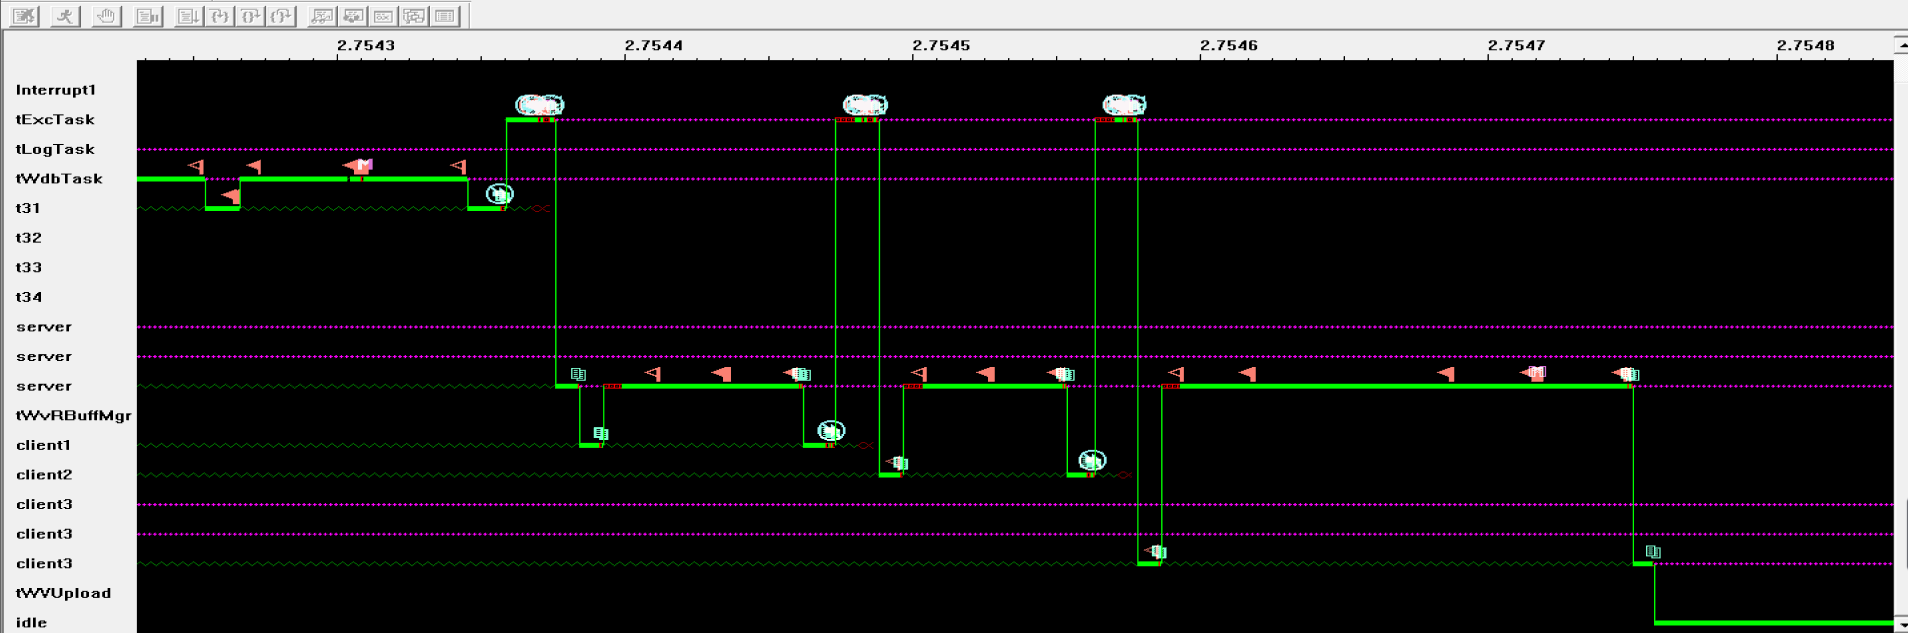 2.7543 2.7544 2.7545 2.7546 2.7547 2.7548
Interrupt1
tExcTask
tLogTask
tWdbTask
t31
t32
t33
t34
server
server
server
tWvRBuffMgr
client1
client2
client3
client3
client3
tWVUpload
idle